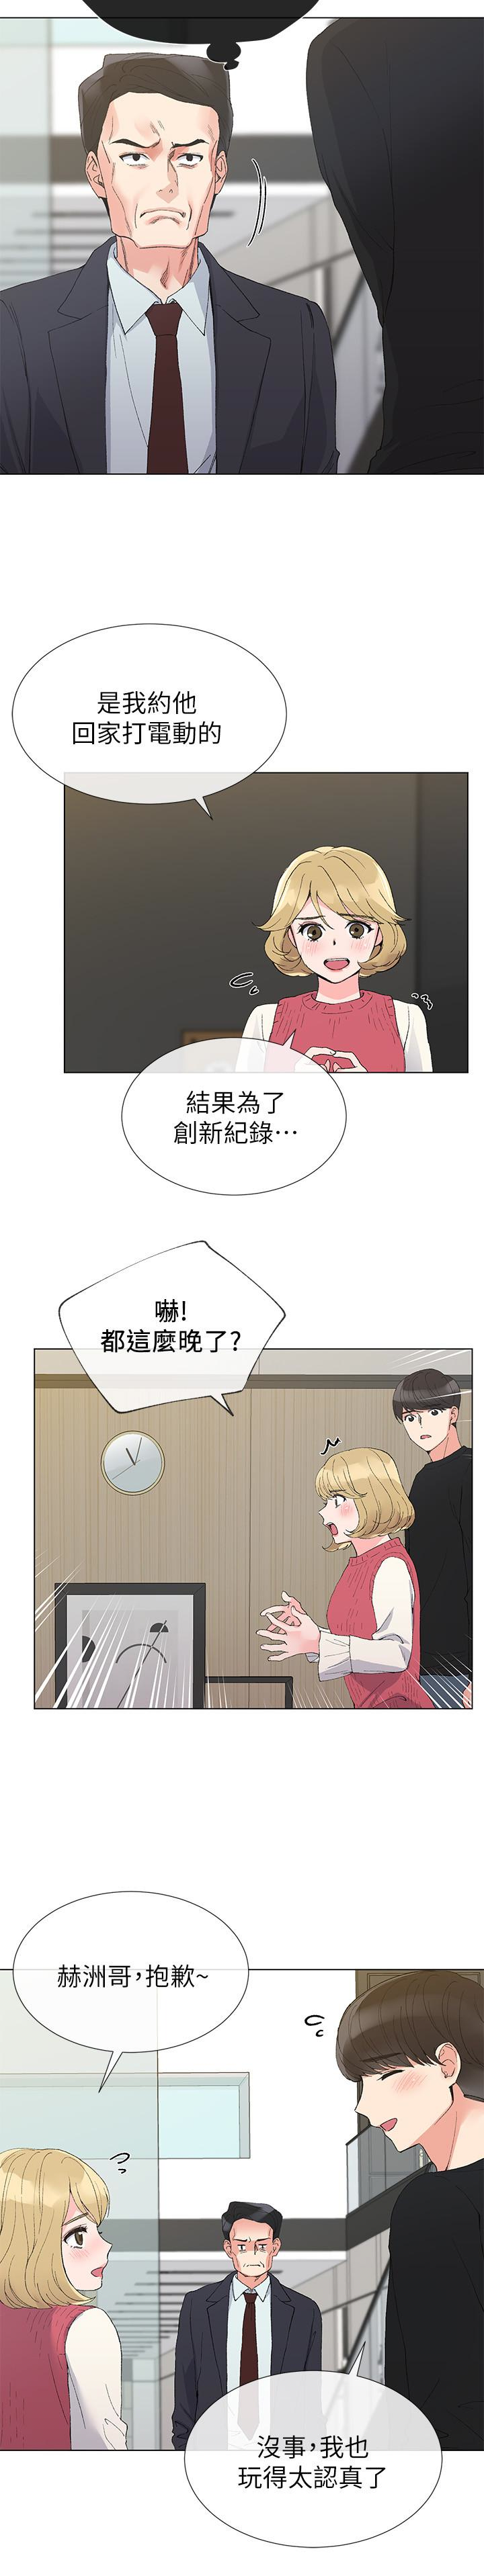 是我約他
回家打電動的
結果為了
創新紀錄…
嚇!
都這麼晚了?
赫洲哥,抱歉~
沒事,我也
玩得太認真了